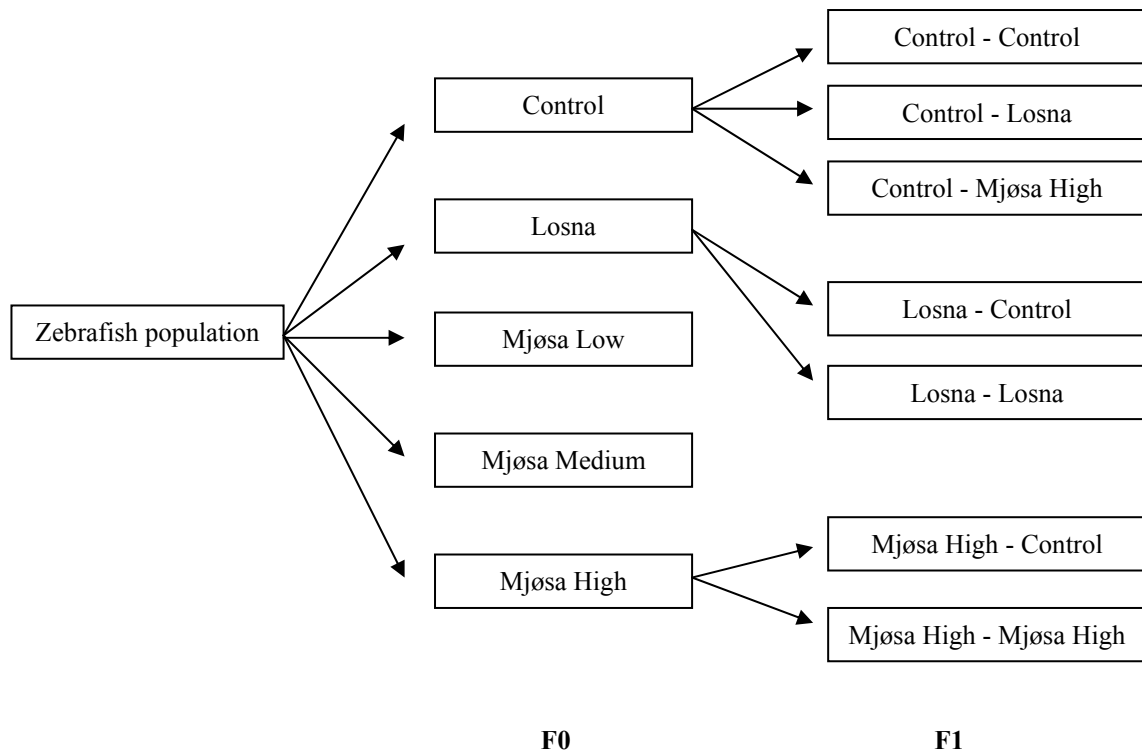 Zebrafish population
Control
Losna
Mjøsa Low
Mjøsa Medium
Mjøsa High
Control - Control
Control - Losna
Control - Mjøsa High
Losna - Control
Losna - Losna
Mjøsa High - Control
Mjøsa High - Mjøsa High
F0
F1